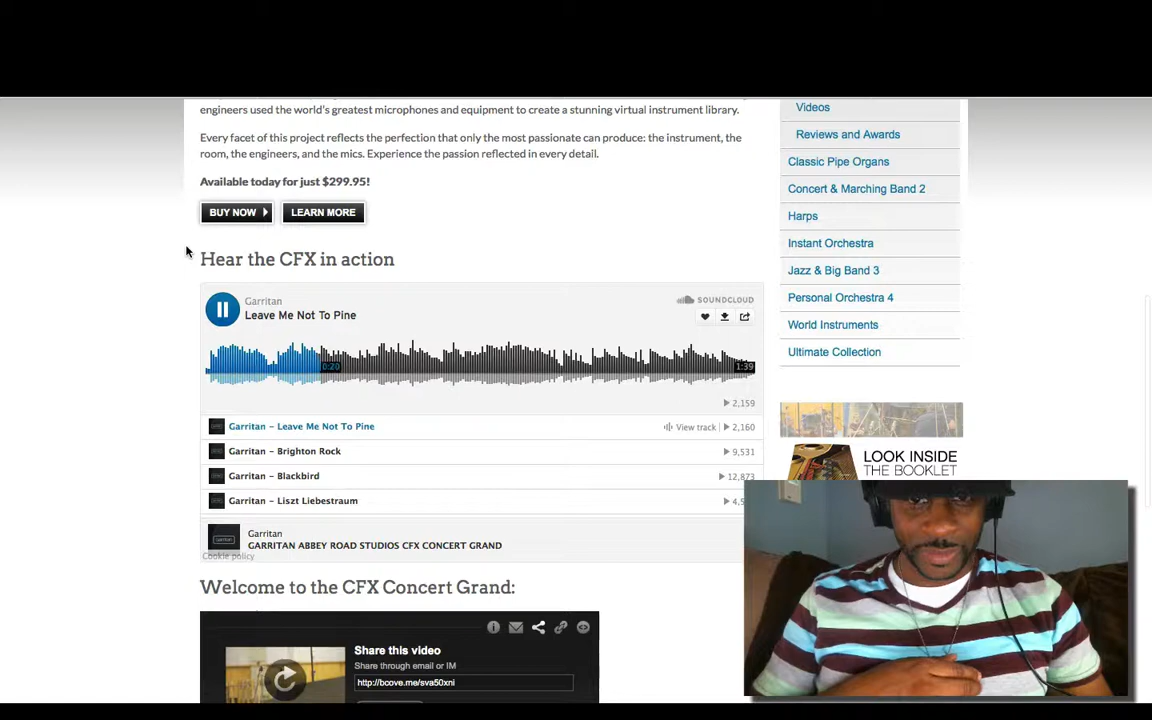 engineers used the world's greatest microphones and equipment to create a stunning virtual instrument library.
Every facet of this project reflects the perfection that only the most passionate can produce: the instrument, the
room, the engineers, and the mics. Experience the passion reflected in every detail.
Available today for just $299.95!
BUY NOW
LEARN MORE
Hear the CFX in action
Garritan
Leave Me Not To Pine
SOUNDCLOUD
0:20
1:39
2,159
Garritan – Leave Me Not To Pine
View track
2,160
Garritan – Brighton Rock
9,531
Garritan – Blackbird
12,873
Garritan – Liszt Liebestraum
Garritan
GARRITAN ABBEY ROAD STUDIOS CFX CONCERT GRAND
Cookie policy
Welcome to the CFX Concert Grand:
Share this video
Share through email or IM
http://bcove.me/sva50xni
Videos
Reviews and Awards
Classic Pipe Organs
Concert & Marching Band 2
Harps
Instant Orchestra
Jazz & Big Band 3
Personal Orchestra 4
World Instruments
Ultimate Collection
LOOK INSIDE
THE BOOKLET